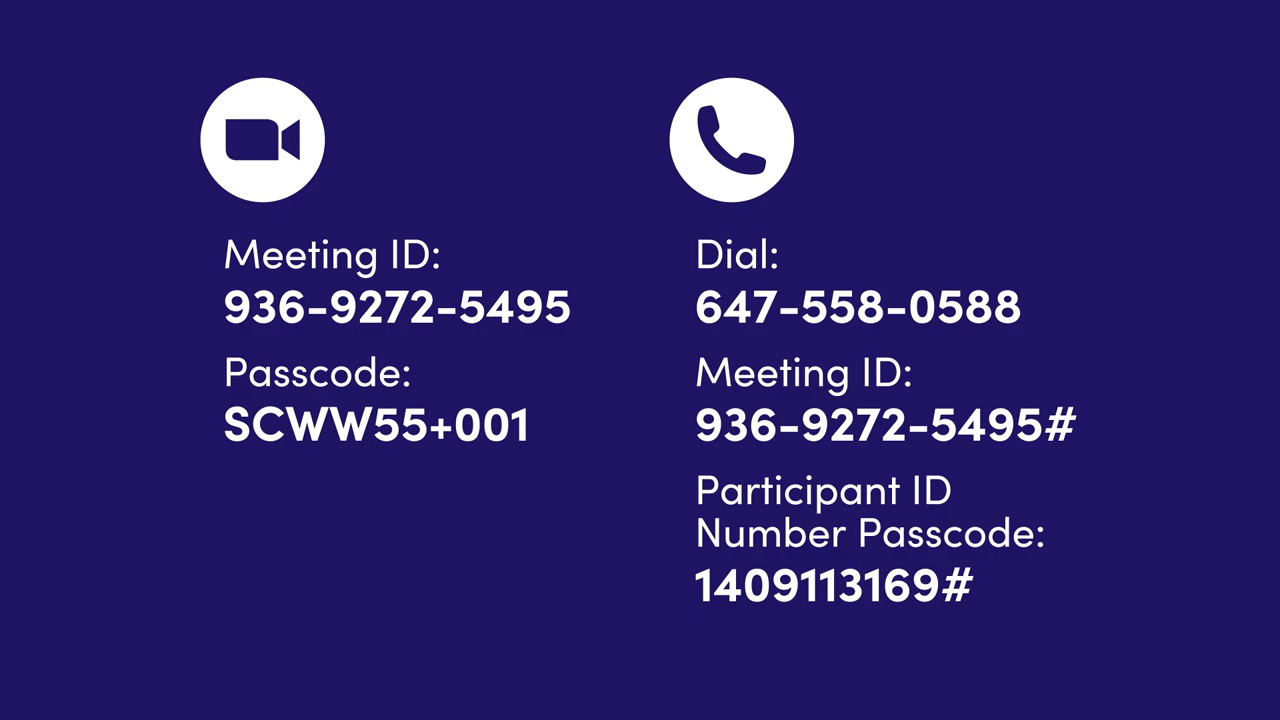 Meeting ID:
936-9272-5495
Passcode:
SCWW55+001
Dial:
647-558-0588
Meeting ID:
936-9272-5495#
Participant ID
Number Passcode:
1409113169#